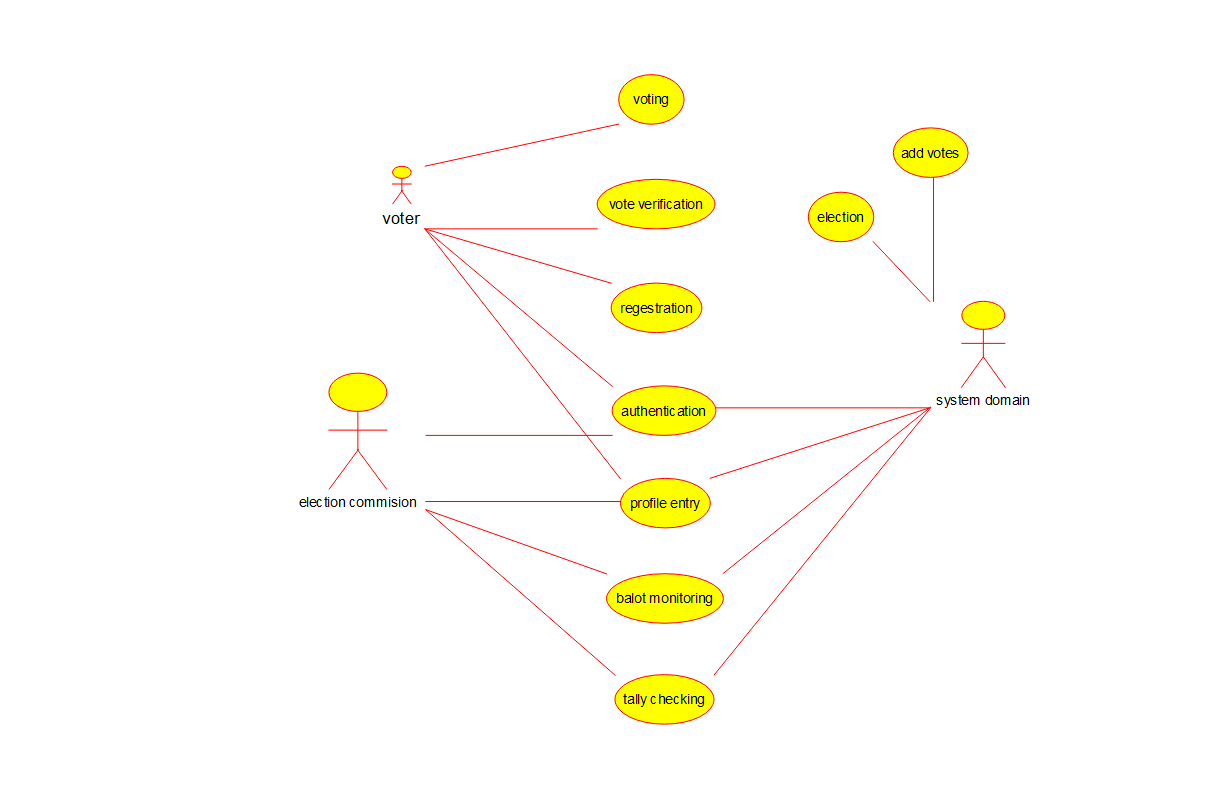 voting
add votes
vote verification
voter
election
regestration
system domain
authentication
election commision
profile entry
balot monitoring
tally checking